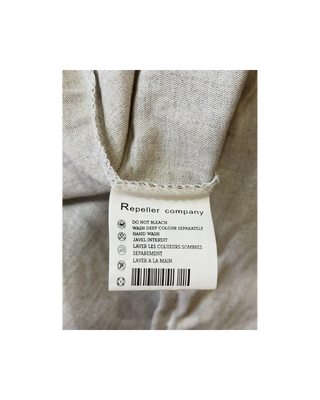 Repeller company
DO NOT BLEACH
WASH DEEP COLOUR SEPARATELY
HAND WASH
JAVEL INTERDIT
LAVER LES COLUEURS SOMBRES
SEPAREMENT
LAVER A LA MAIN